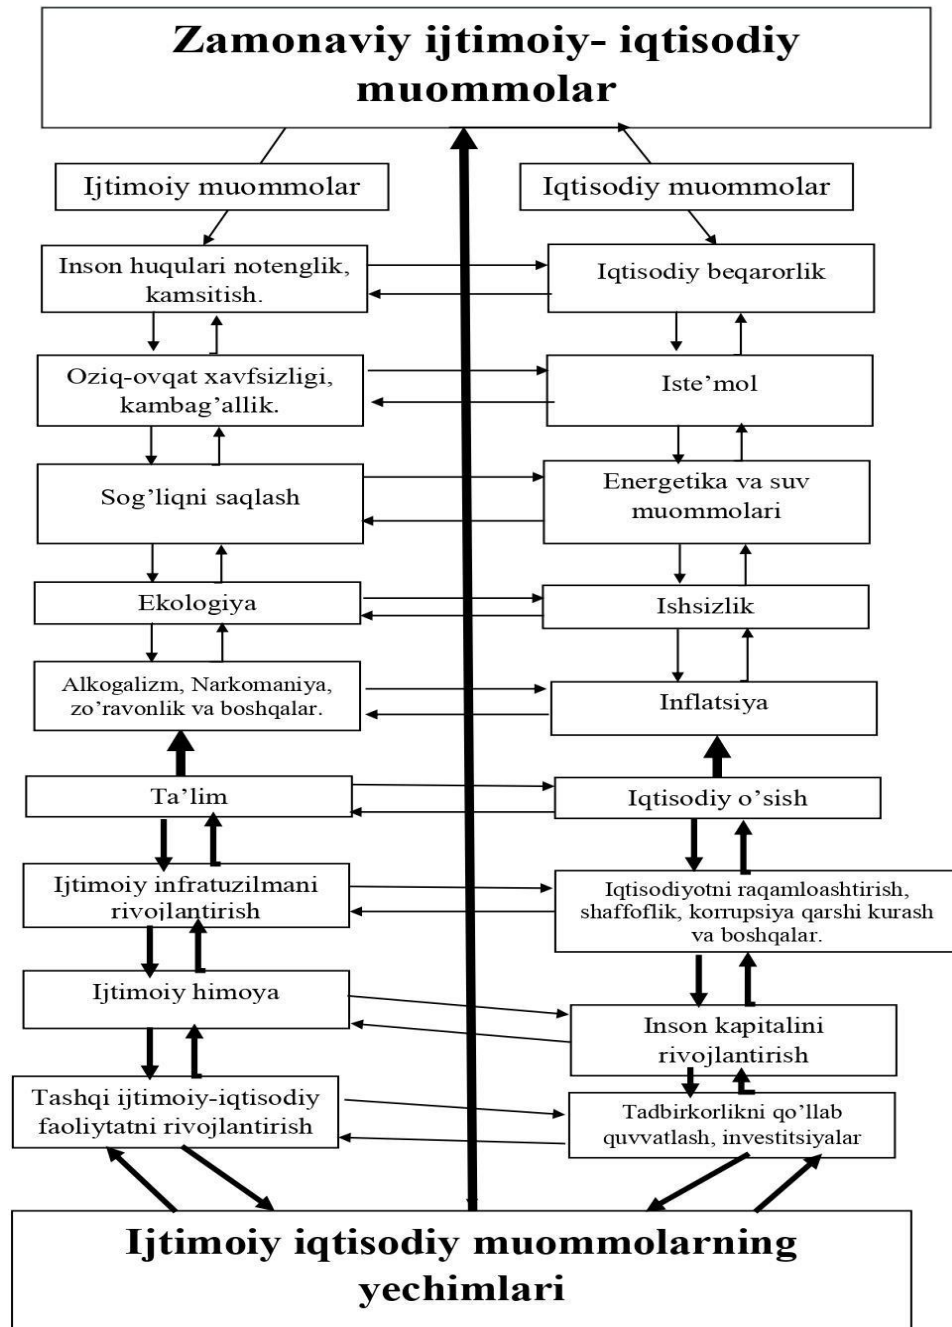 Zamonaviy ijtimoiy- iqtisodiy
muommolar
Ijtimoiy muommolar
Iqtisodiy muommolar
Inson huqulari notenglik,
kamsitish.
Iqtisodiy beqarorlik
Oziq-ovqat xavfsizligi,
kambag’allik.
Iste’mol
Sog’liqni saqlash
Energetika va suv
muommolari
Ekologiya
Ishsizlik
Alkogalizm, Narkomaniya,
zo’ravonlik va boshqalar.
Inflatsiya
Ta’lim
Iqtisodiy o’sish
Ijtimoiy infratuzilmani
rivojlantirish
Iqtisodiyotni raqamloashtirish,
shaffoflik, korrupsiya qarshi kurash
va boshqalar.
Ijtimoiy himoya
Inson kapitalini
rivojlantirish
Tashqi ijtimoiy-iqtisodiy
faoliytatni rivojlantirish
Tadbirkorlikni qo’llab
quvvatlash, investitsiyalar
Ijtimoiy iqtisodiy muommolarning
yechimlari